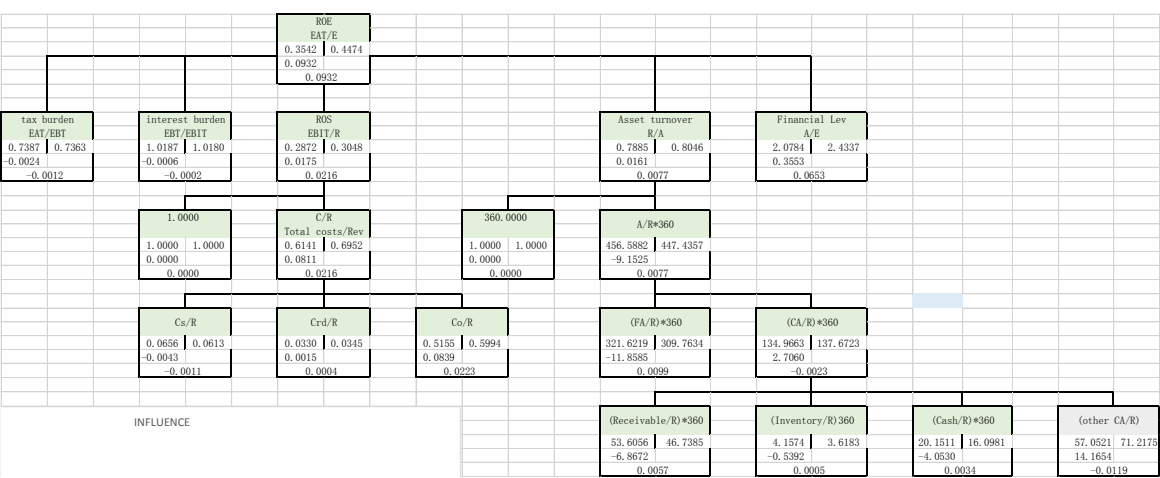 ROE
EAT/E
0.3542 0.4474
0.0932
0.0932
tax burden
EAT/EBT
0.7387 0.7363
-0.0024
-0.0012
interest burden
EBT/EBIT
1.0187 1.0180
-0.0006
-0.0002
ROS
EBIT/R
0.2872 0.3048
0.0175
0.0216
Asset turnover
R/A
0.7885 0.8046
0.0161
0.0077
Financial Lev
A/E
2.0784 2.4337
0.3553
0.0653
1.0000
1.0000 1.0000
0.0000
0.0000
C/R
Total costs/Rev
0.6141 0.6952
0.0811
0.0216
360.0000
1.0000 1.0000
0.0000
0.0000
A/R*360
456.5882 447.4357
-9.1525
0.0077
Cs/R
0.0656 0.0613
-0.0043
-0.0011
Crd/R
0.0330 0.0345
0.0015
0.0004
Co/R
0.5155 0.5994
0.0839
0.0223
(FA/R)*360
321.6219 309.7634
-11.8585
0.0099
(CA/R)*360
134.9663 137.6723
2.7060
-0.0023
INFLUENCE
(Receivable/R)*360
53.6056 46.7385
-6.8672
0.0057
(Inventory/R)360
4.1574 3.6183
-0.5392
0.0005
(Cash/R)*360
20.1511 16.0981
-4.0530
0.0034
(other CA/R)
57.0521 71.2175
14.1654
-0.0119